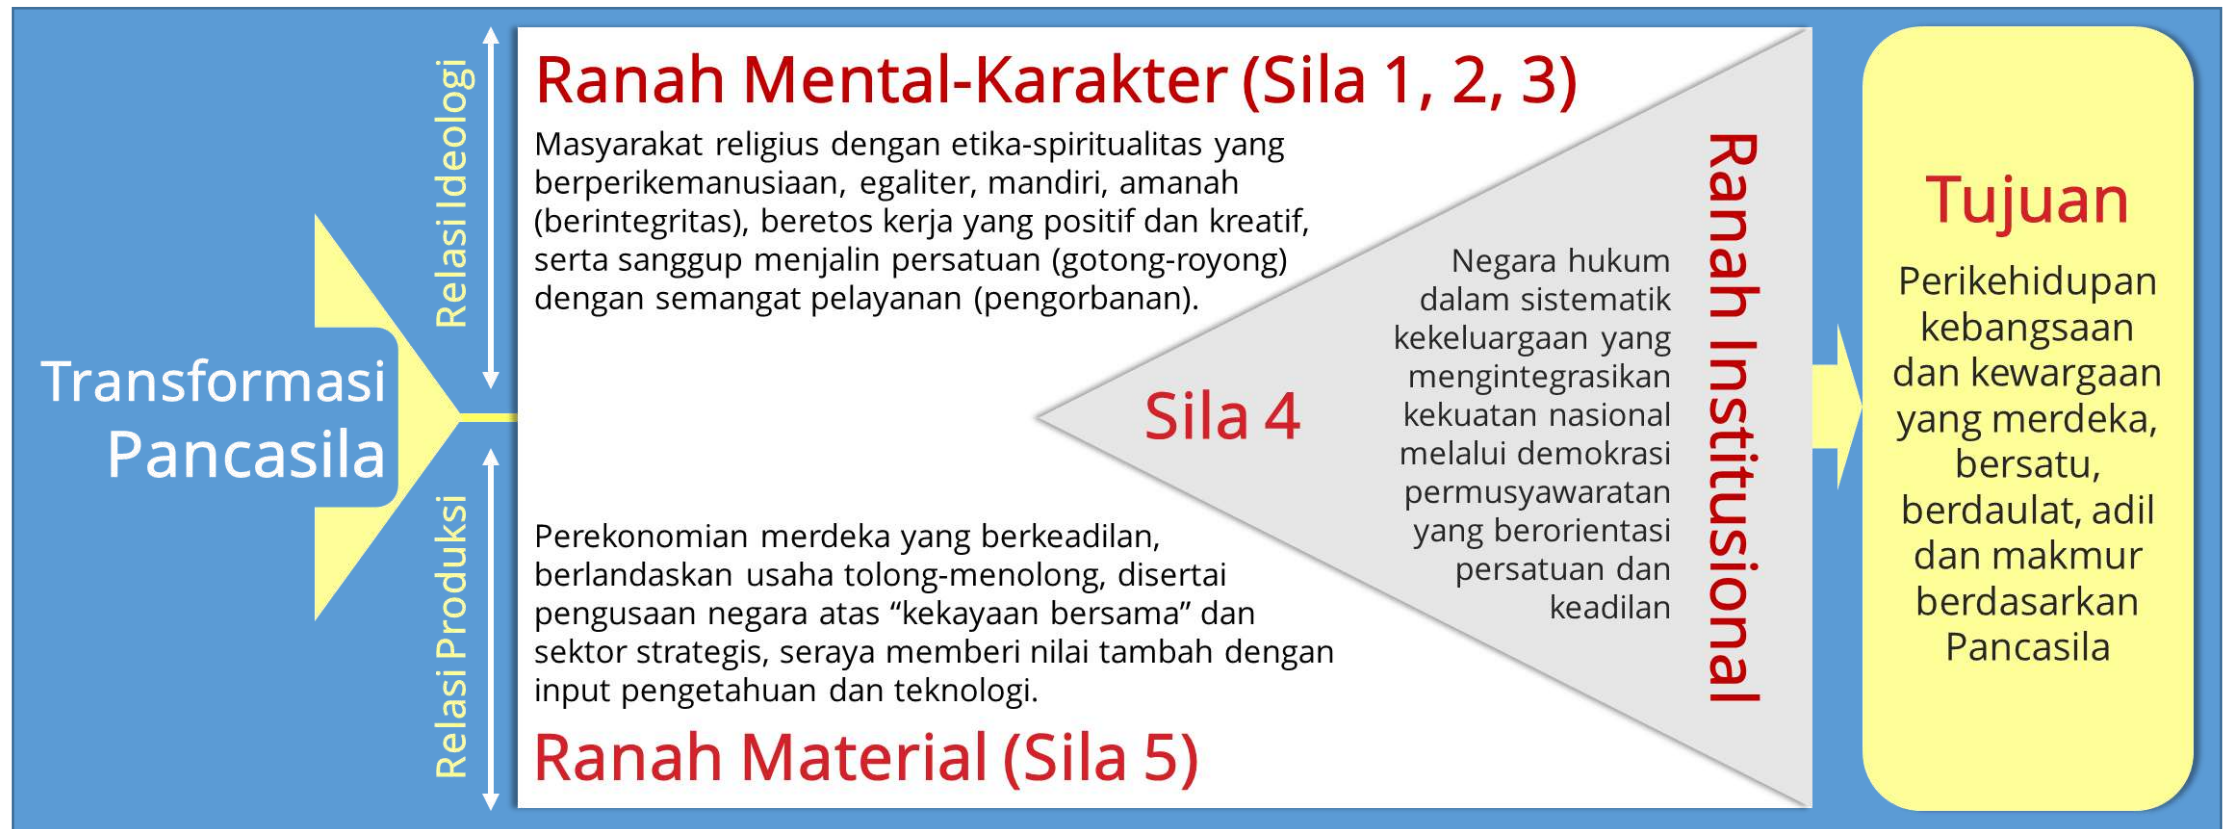 Transformasi
Pancasila
Relasi Ideologi
Relasi Produksi
Ranah Mental-Karakter (Sila 1, 2, 3)
Masyarakat religius dengan etika-spiritualitas yang
berperikemanusiaan, egaliter, mandiri, amanah
(berintegritas), beretos kerja yang positif dan kreatif,
serta sanggup menjalin persatuan (gotong-royong)
dengan semangat pelayanan (pengorbanan).
Perekonomian merdeka yang berkeadilan,
berlandaskan usaha tolong-menolong, disertai
pengusaan negara atas “kekayaan bersama” dan
sektor strategis, seraya memberi nilai tambah dengan
input pengetahuan dan teknologi.
Ranah Material (Sila 5)
Sila 4
Negara hukum
dalam sistematik
kekeluargaan yang
mengintegrasikan
kekuatan nasional
melalui demokrasi
permusyawaratan
yang berorientasi
persatuan dan
keadilan
Ranah Institusional
Tujuan
Perikehidupan
kebangsaan
dan kewargaan
yang merdeka,
bersatu,
berdaulat, adil
dan makmur
berdasarkan
Pancasila